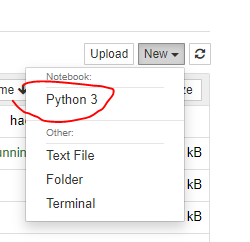 Upload New
Notebook:
me ze
Python 3
ha
Other:
unnin kB
Text File
Folder kB
Terminal kB